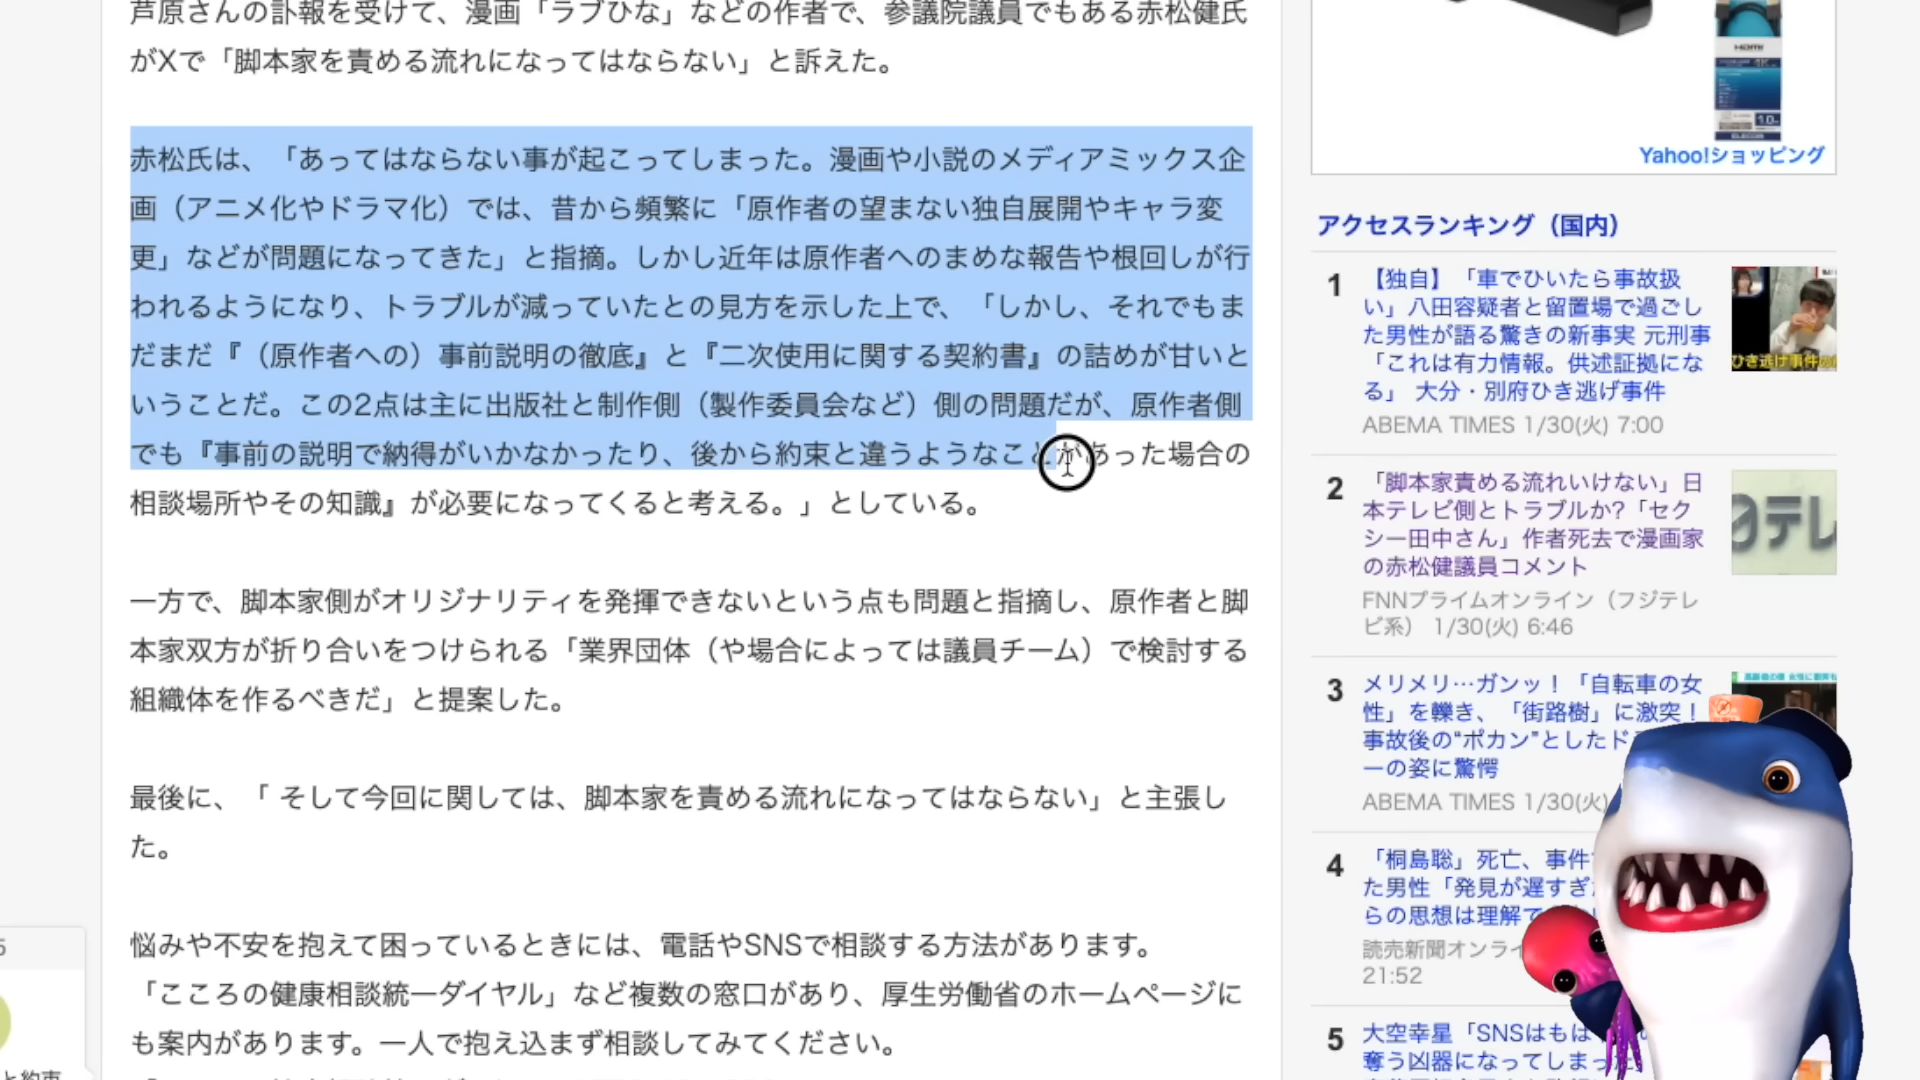 芦原さんの訃報を受けて、漫画「ラブひな」などの作者で、参議院議員でもある赤松健氏
がXで「脚本家を責める流れになってはならない」と訴えた。
赤松氏は、「あってはならない事が起こってしまった。漫画や小説のメディアミックス企
画（アニメ化やドラマ化）では、昔から頻繁に「原作者の望まない独自展開やキャラ変
更」などが問題になってきた」と指摘。しかし近年は原作者へのまめな報告や根回しが行
われるようになり、トラブルが減っていたとの見方を示した上で、「しかし、それでもま
だまだ『（原作者への）事前説明の徹底』と『二次使用に関する契約書』の詰めが甘いと
いうことだ。この2点は主に出版社と制作側（製作委員会など）側の問題だが、原作者側
でも『事前の説明で納得がいかなかったり、後から約束と違うようなことがあった場合の
相談場所やその知識』が必要になってくると考える。」としている。
一方で、脚本家側がオリジナリティを発揮できないという点も問題と指摘し、原作者と脚
本家双方が折り合いをつけられる「業界団体（や場合によっては議員チーム）で検討する
組織体を作るべきだ」と提案した。
最後に、「 そして今回に関しては、脚本家を責める流れになってはならない」と主張し
た。
悩みや不安を抱えて困っているときには、電話やSNSで相談する方法があります。
「こころの健康相談統一ダイヤル」など複数の窓口があり、厚生労働省のホームページに
も案内があります。一人で抱え込まず相談してみてください。
5
と約束
HDMI
4K
1.0
Yahoo!ショッピング
アクセスランキング（国内）
1
【独自】「車でひいたら事故扱
い」八田容疑者と留置場で過ごし
た男性が語る驚きの新事実 元刑事
「これは有力情報。供述証拠にな
る」 大分・別府ひき逃げ事件
ABEMA TIMES 1/30(火) 7:00
ひき逃げ事件の
2
「脚本家責める流れいけない」日
本テレビ側とトラブルか?「セク
シー田中さん」作者死去で漫画家
の赤松健議員コメント
FNNプライムオンライン（フジテレ
ビ系） 1/30(火) 6:46
テレ
3
メリメリ…ガンッ！「自転車の女
性」を轢き、「街路樹」に激突！
事故後の“ポカン”としたド
ーの姿に驚愕
ABEMA TIMES 1/30(火)
4
「桐島聡」死亡、事件
た男性「発見が遅すぎ
らの思想は理解で
読売新聞オンライ
21:52
5
大空幸星「SNSはもは
奪う凶器になってしまった